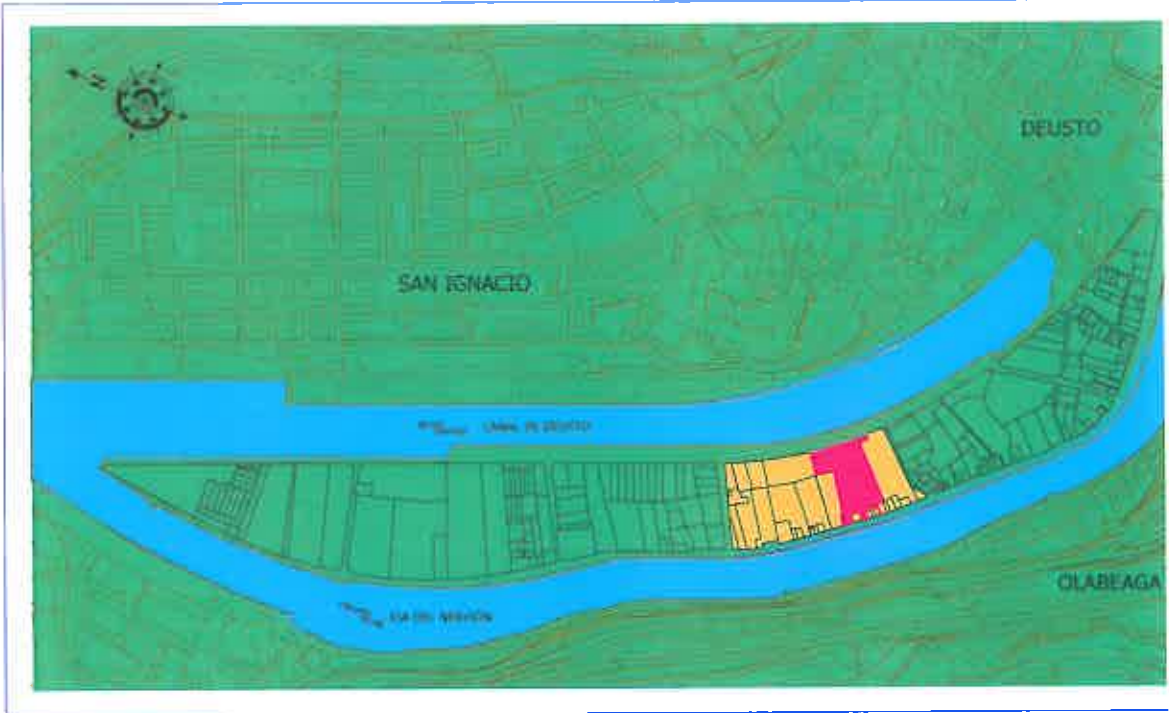 N
DEUSTO
SAN IGNACIO
CANAL DE DEUSTO
OLABEAGA
RIA DEL NERVION